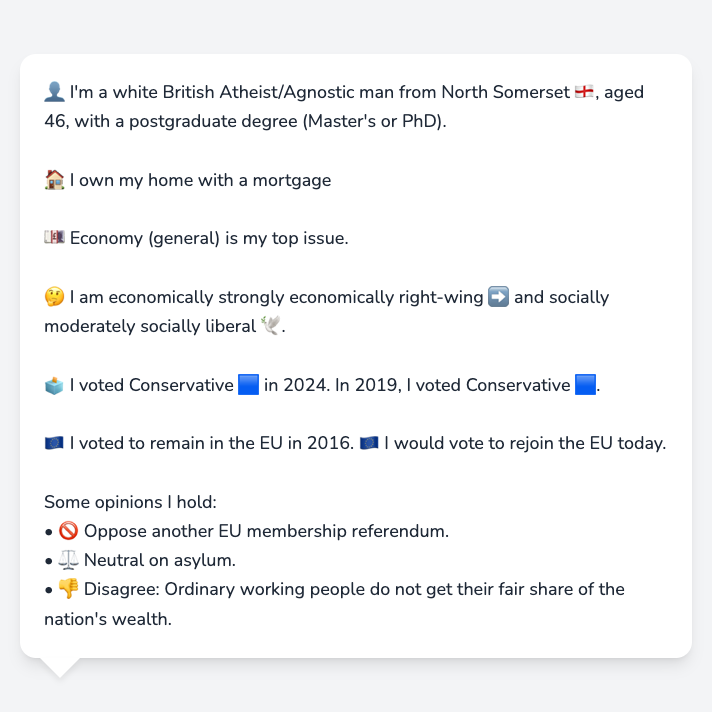 👤 I'm a white British Atheist/Agnostic man from North Somerset 🏴󠁧󠁢󠁥󠁮󠁧󠁿, aged
46, with a postgraduate degree (Master's or PhD).
🏠 I own my home with a mortgage
💷 Economy (general) is my top issue.
🤔 I am economically strongly economically right-wing ➡️ and socially
moderately socially liberal 🕊️.
🗳️ I voted Conservative 🟦 in 2024. In 2019, I voted Conservative 🟦.
🇪🇺 I voted to remain in the EU in 2016. 🇪🇺 I would vote to rejoin the EU today.
Some opinions I hold:
• 🚫 Oppose another EU membership referendum.
• ⚖️ Neutral on asylum.
• 👎 Disagree: Ordinary working people do not get their fair share of the
nation's wealth.